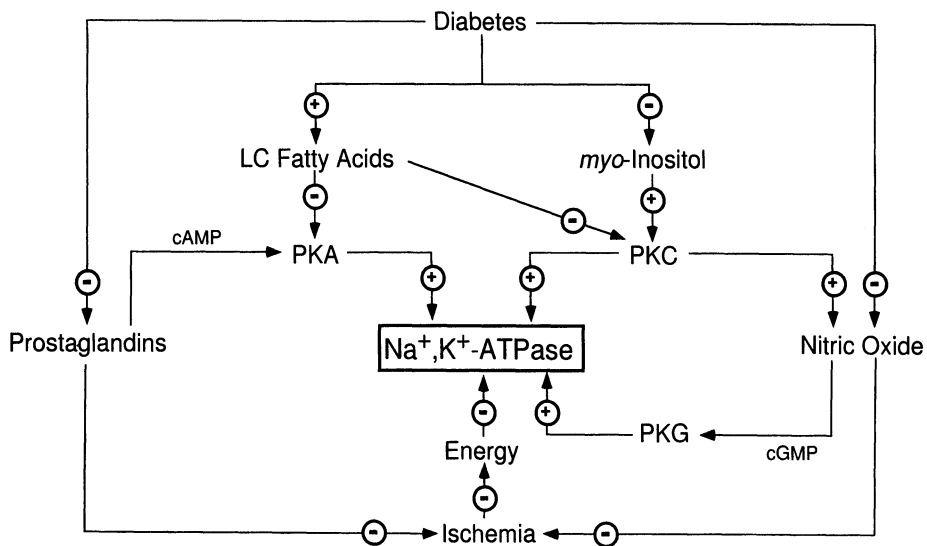 Diabetes
+
-
LC Fatty Acids
myo-Inositol
-
+
-
cAMP
PKA
PKC
-
+
+
+
-
Prostaglandins
Na⁺,K⁺-ATPase
Nitric Oxide
-
+
PKG
cGMP
Energy
-
-
Ischemia
-